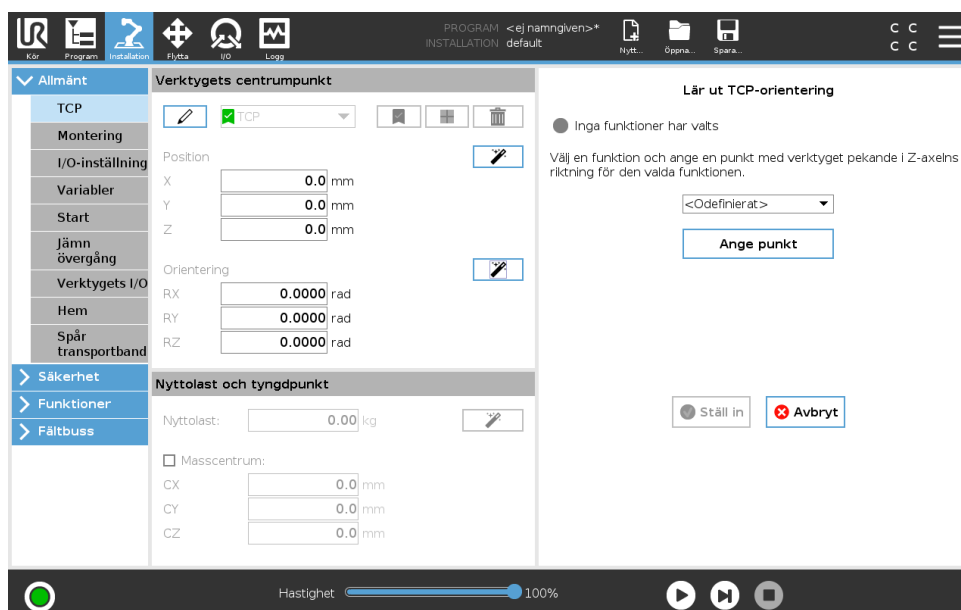 UR
Kör
Program
Installation
Flytta
I/O
Logg
PROGRAM <ej namngiven>*
INSTALLATION default
Nytt...
Öppna...
Spara...
C C
C C
Allmänt
TCP
Montering
I/O-inställning
Variabler
Start
Jämn
övergång
Verktygets I/O
Hem
Spår
transportband
Säkerhet
Funktioner
Fältbuss
Verktygets centrumpunkt
TCP
Position
X 0.0 mm
Y 0.0 mm
Z 0.0 mm
Orientering
RX 0.0000 rad
RY 0.0000 rad
RZ 0.0000 rad
Nyttolast och tyngdpunkt
Nyttolast: 0.00 kg
Masscentrum:
CX 0.0 mm
CY 0.0 mm
CZ 0.0 mm
Lär ut TCP-orientering
Inga funktioner har valts
Välj en funktion och ange en punkt med verktyget pekande i Z-axelns
riktning för den valda funktionen.
<Odefinierat>
Ange punkt
Ställ in
Avbryt
Hastighet 100%